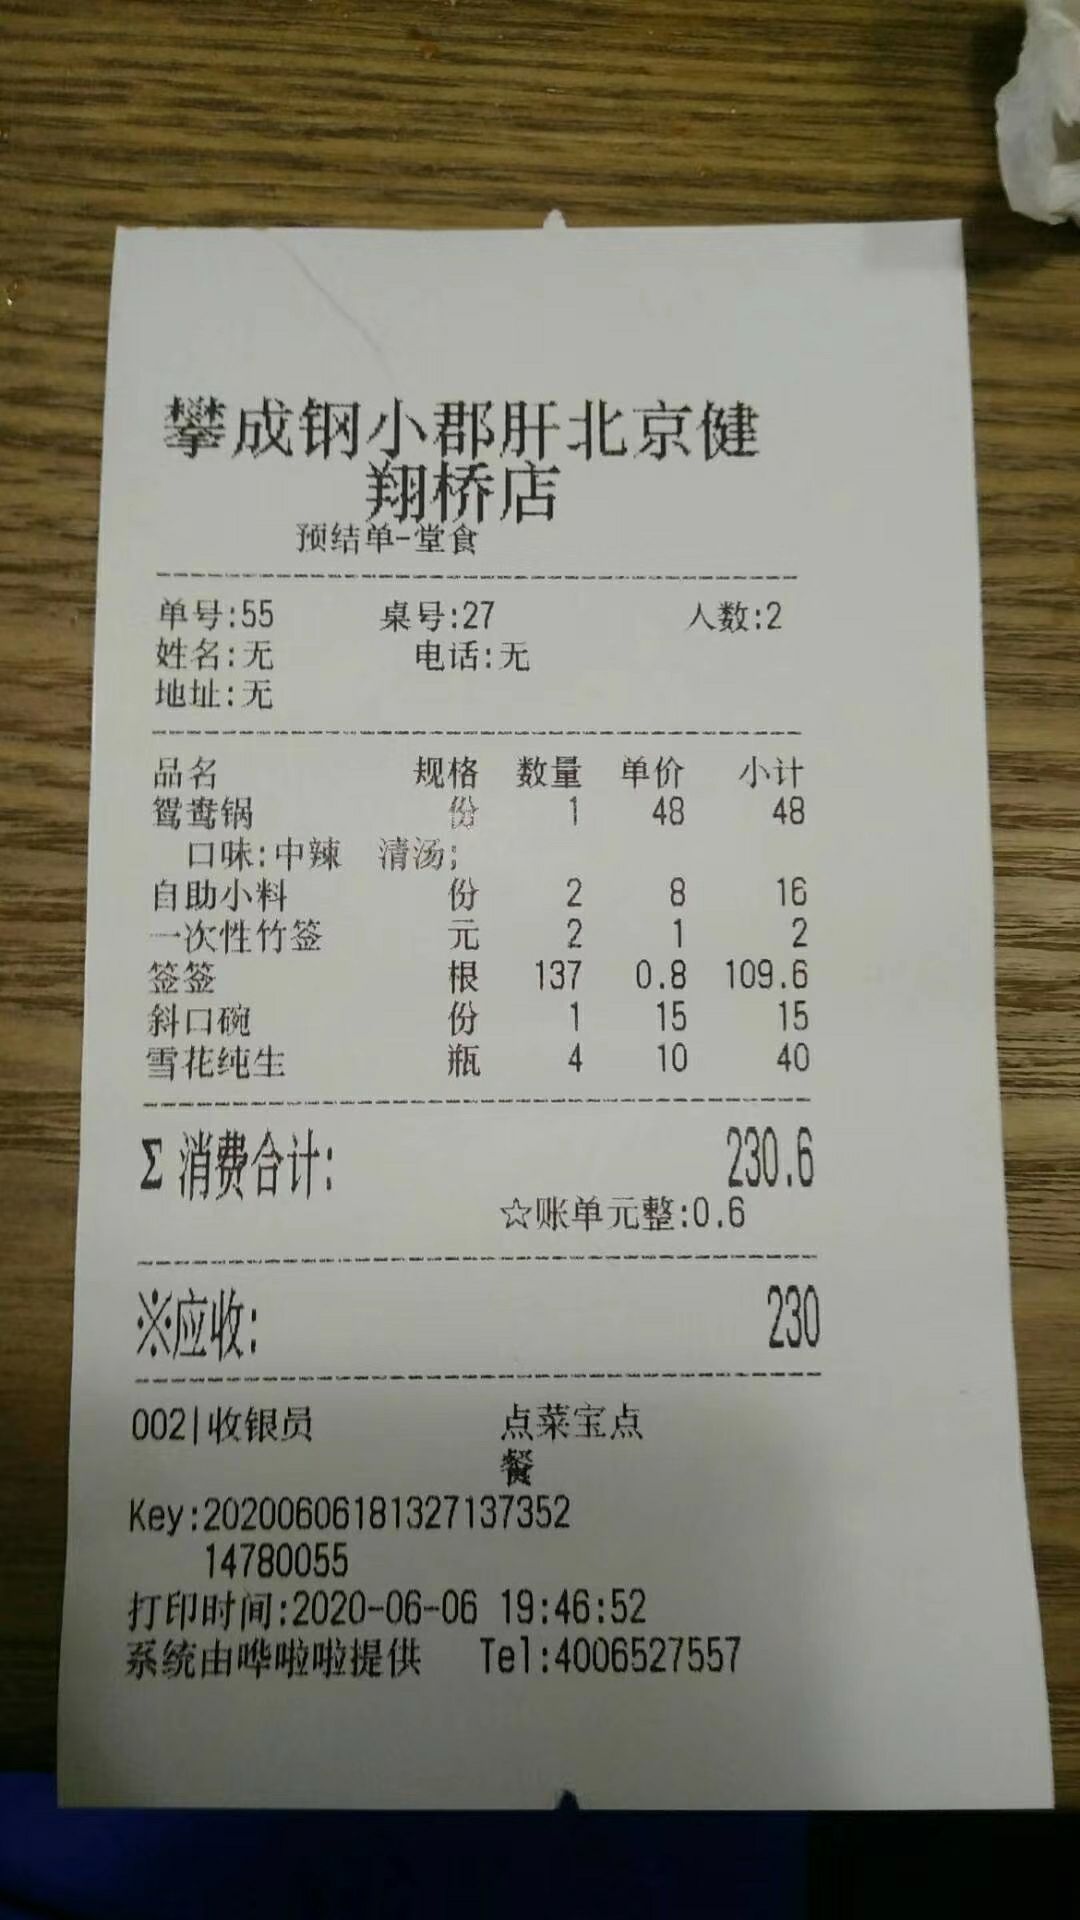 攀成钢小郡肝北京健
翔桥店
预结单-堂食
单号:55 桌号:27 人数:2
姓名:无 电话:无
地址:无
品名 规格 数量 单价 小计
鸳鸯锅 份 1 48 48
口味:中辣 清汤;
自助小料 份 2 8 16
一次性竹签 元 2 1 2
签签 根 137 0.8 109.6
斜口碗 份 1 15 15
雪花纯生 瓶 4 10 40
Σ 消费合计: 230.6
☆账单元整:0.6
※应收: 230
002|收银员 点菜宝点
餐
Key:20200606181327137352
14780055
打印时间:2020-06-06 19:46:52
系统由哗啦啦提供 Tel:4006527557